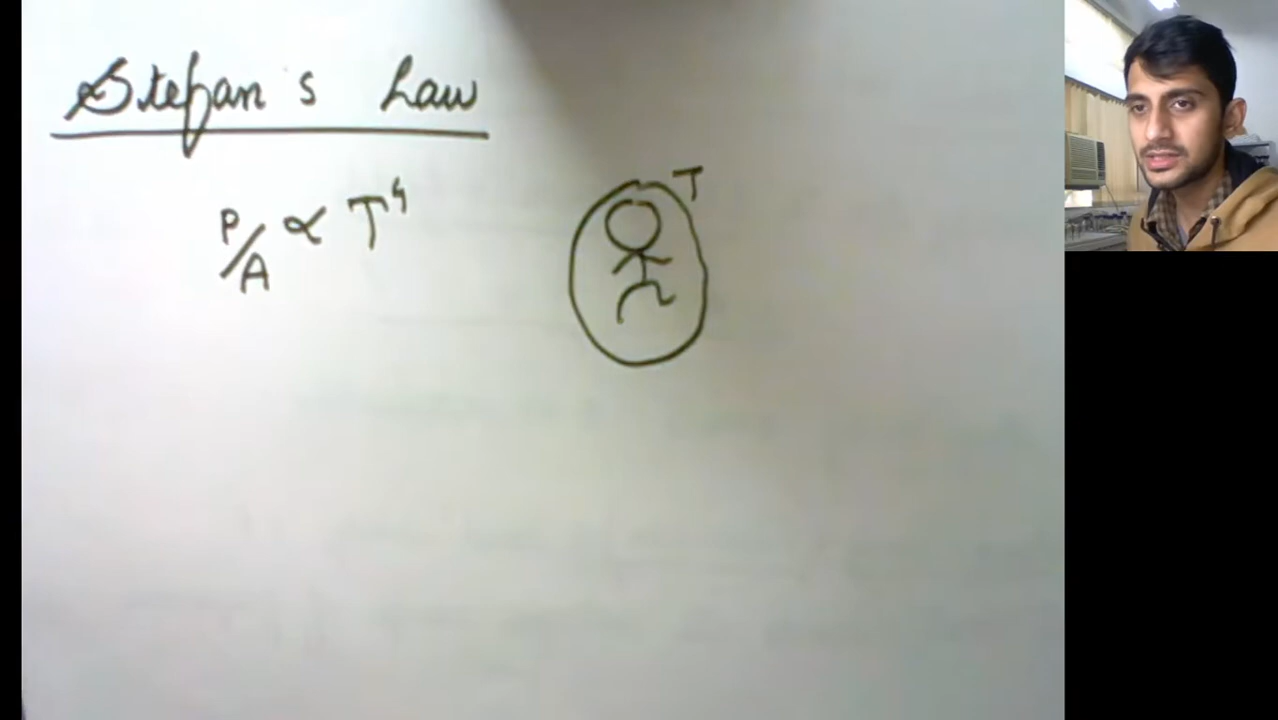 Stefan's Law
P/A ∝ T⁴
T